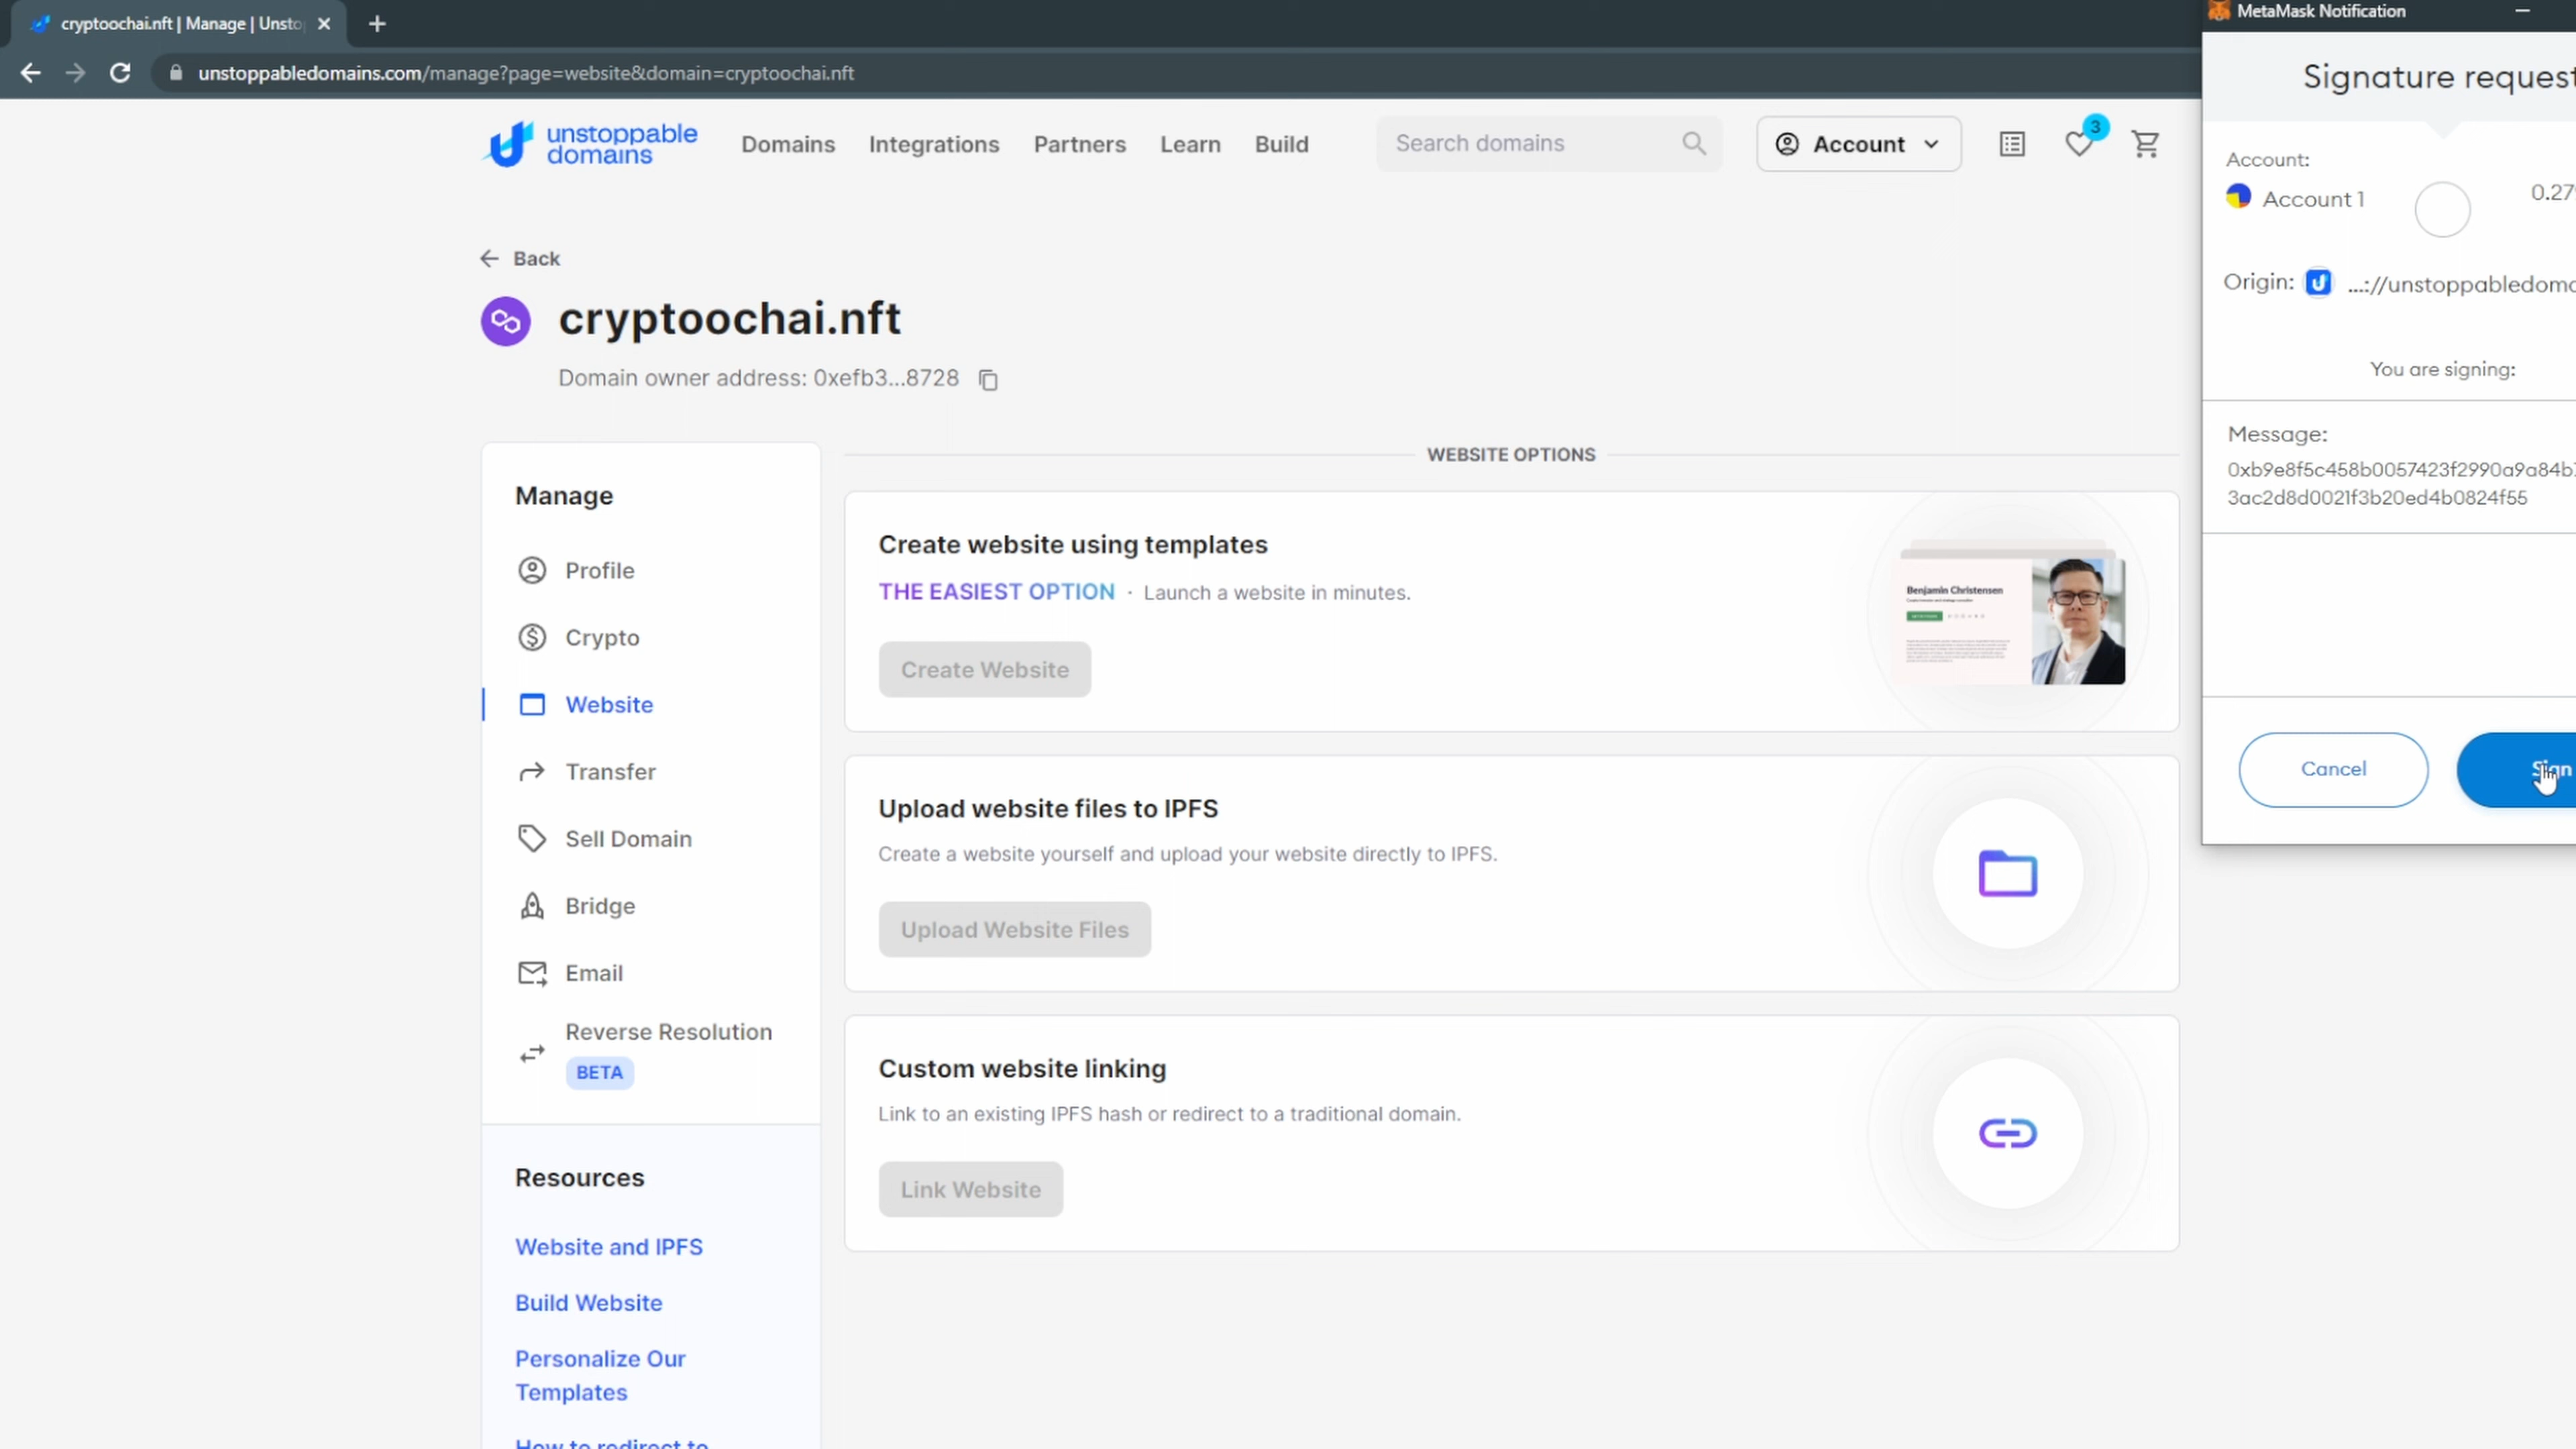 cryptoochai.nft | Manage | Unsto
unstoppabledomains.com/manage?page=website&domain=cryptoochai.nft
unstoppable
domains
Domains
Integrations
Partners
Learn
Build
Search domains
Account
3
Back
cryptoochai.nft
Domain owner address: 0xefb3...8728
Manage
Profile
Crypto
Website
Transfer
Sell Domain
Bridge
Email
Reverse Resolution
BETA
Resources
Website and IPFS
Build Website
Personalize Our
Templates
How to redirect to
WEBSITE OPTIONS
Create website using templates
THE EASIEST OPTION · Launch a website in minutes.
Create Website
Benjamin Christensen
Upload website files to IPFS
Create a website yourself and upload your website directly to IPFS.
Upload Website Files
Custom website linking
Link to an existing IPFS hash or redirect to a traditional domain.
Link Website
MetaMask Notification
Signature request
Account:
Account 1
0.27
Origin: ...://unstoppabledoma
You are signing:
Message:
0xb9e8f5c458b0057423f2990a9a84b
3ac2d8d0021f3b20ed4b0824f55
Cancel
Sign